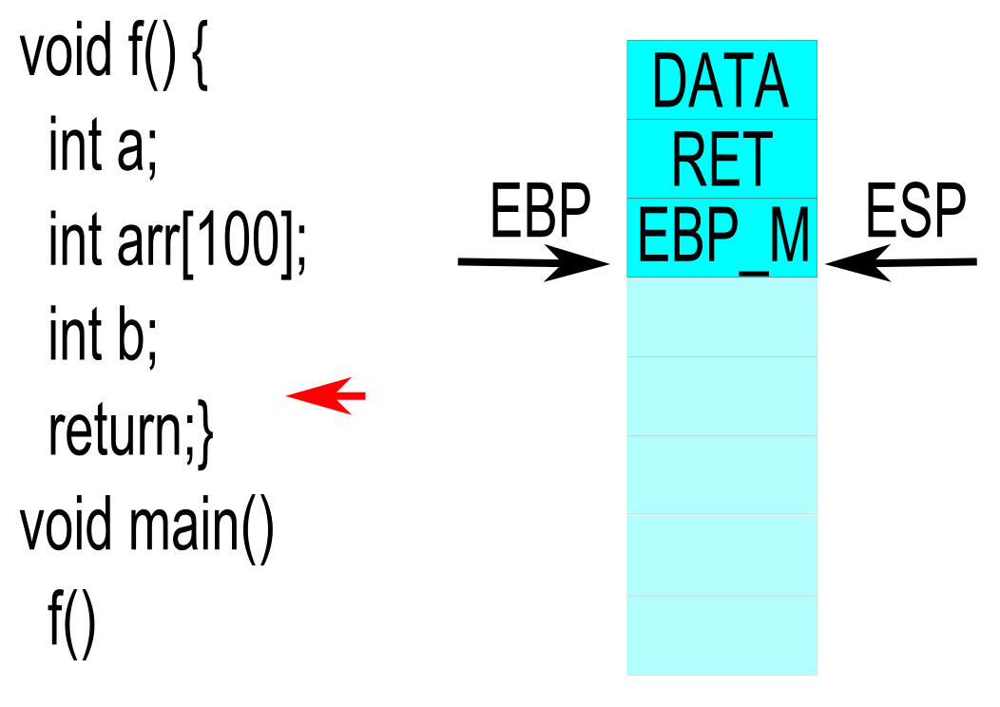 void f() {
int a;
int arr[100];
int b;
return;}
void main()
f()
DATA
RET
EBP
EBP_M
ESP